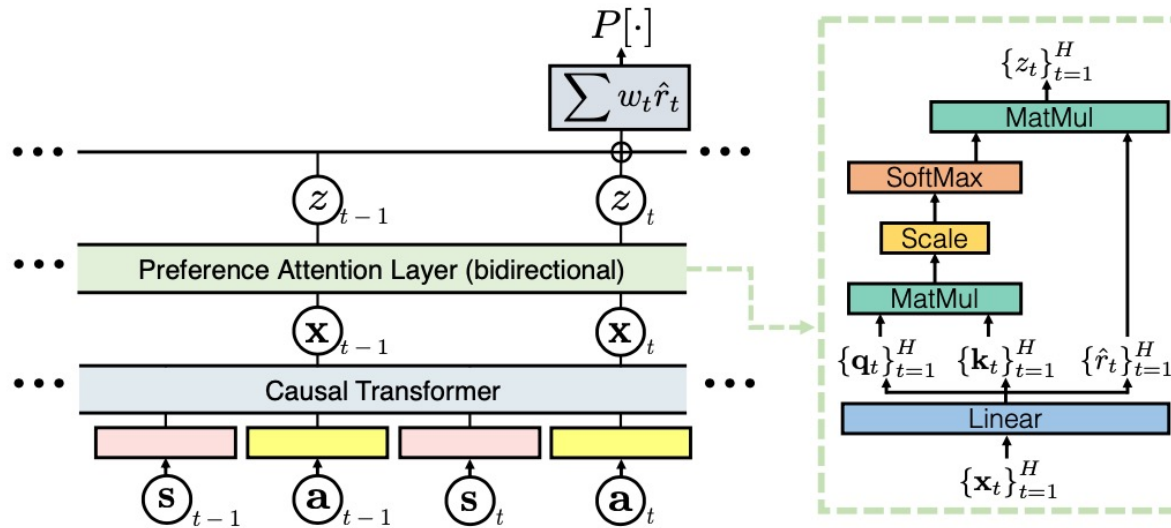 P[·]
∑ w_t r̂_t
••• •••
z_{t-1} z_t
••• Preference Attention Layer (bidirectional)
x_{t-1} x_t
••• Causal Transformer •••
s_{t-1} a_{t-1} s_t a_t
{z_t}_{t=1}^H
MatMul
SoftMax
Scale
MatMul
{q_t}_{t=1}^H {k_t}_{t=1}^H {r̂_t}_{t=1}^H
Linear
{x_t}_{t=1}^H